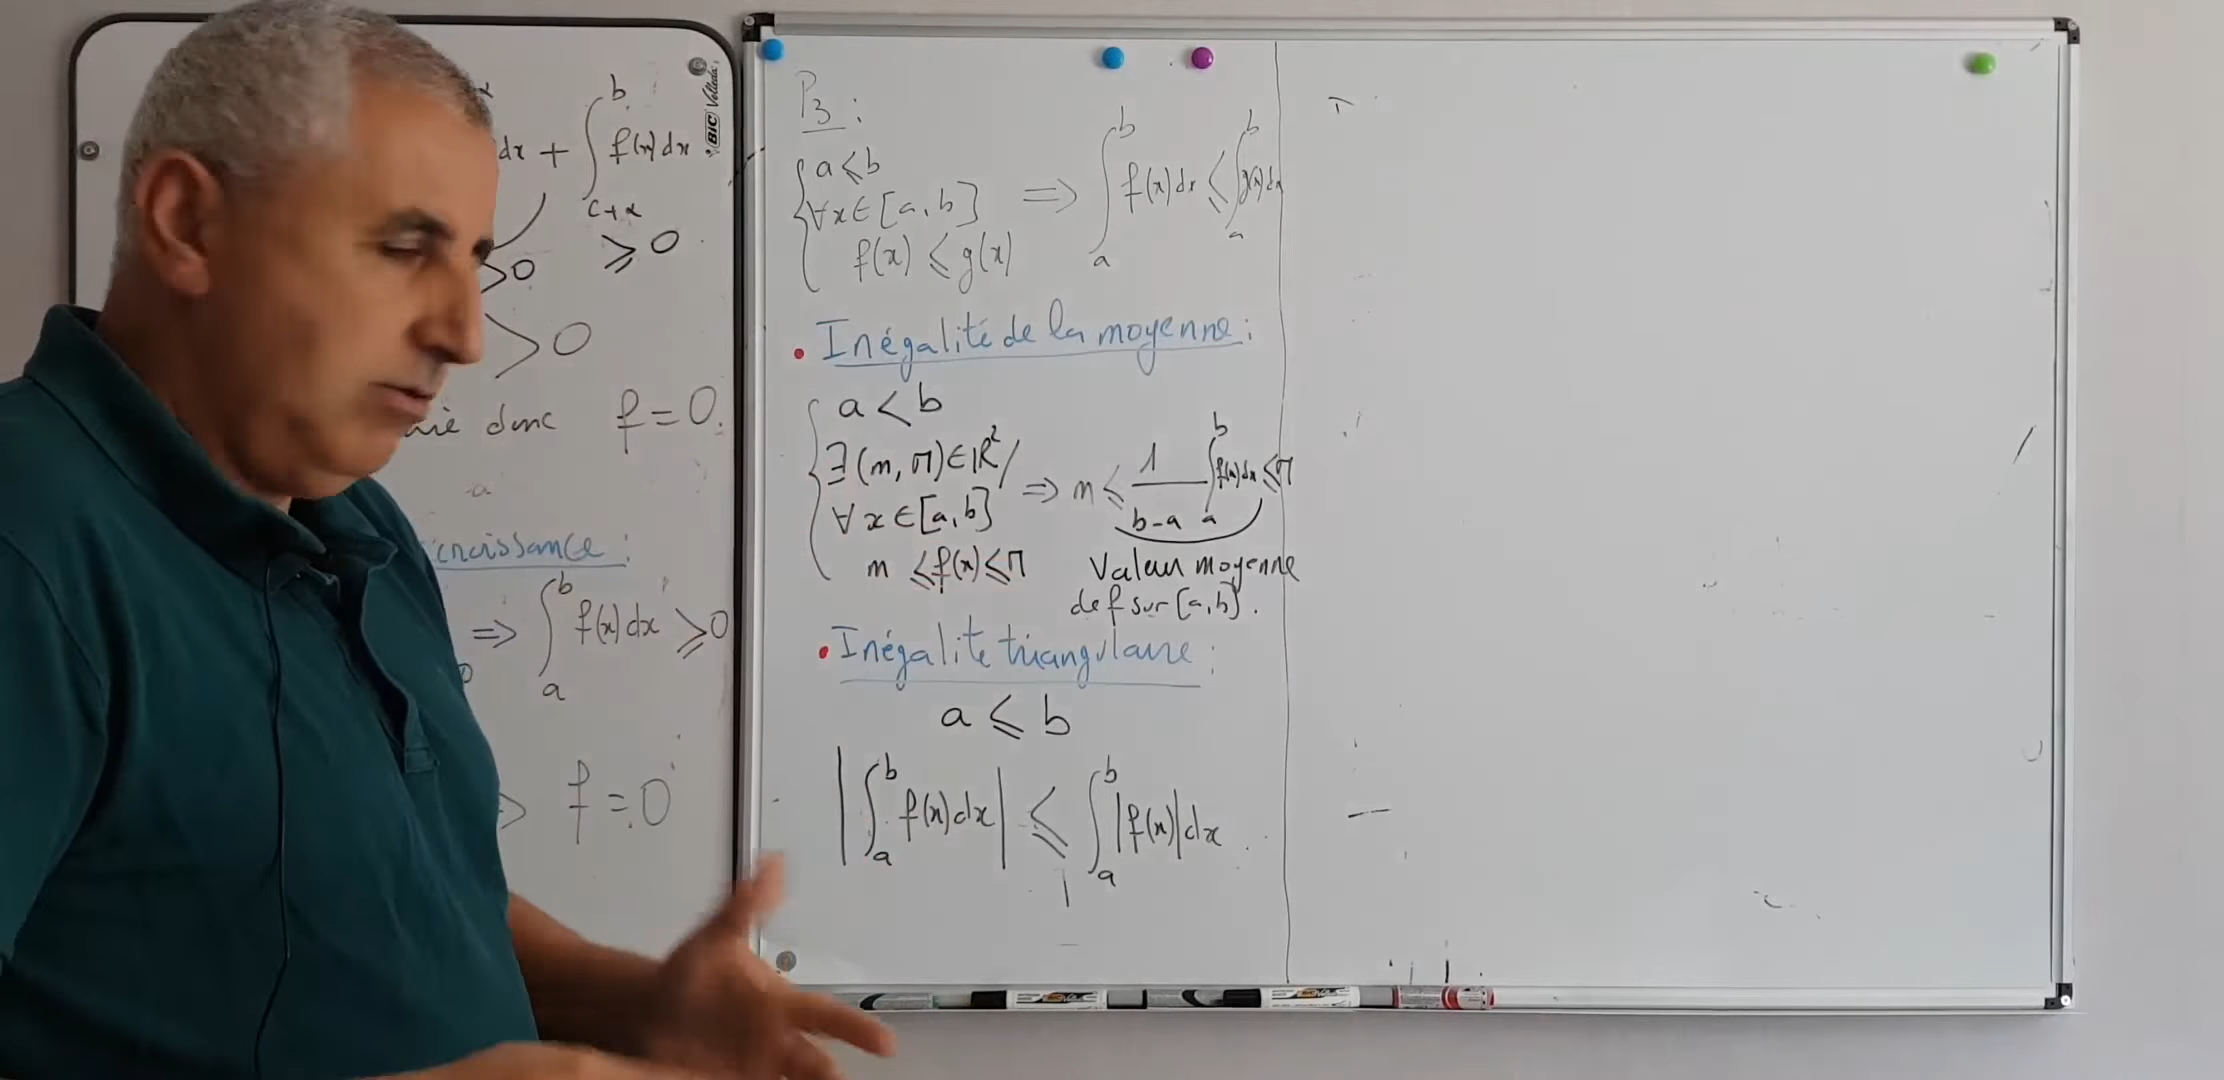 b
dx + ∫ f(x) dx
c+α
>0 ≥0
>0
donc f=0.
croissance :
⇒ ∫_a^b f(x) dx ≥0
f=0
BIC Velleda
P3 :
a ≤ b
∀x∈[a,b] ⇒ ∫_a^b f(x) dx ≤ ∫_a^b g(x) dx
f(x) ≤ g(x)
• Inégalité de la moyenne :
a < b
∃(m, M)∈ℝ² /
∀ x ∈[a,b] ⇒ m ≤ 1/(b-a) ∫_a^b f(x) dx ≤ M
m ≤ f(x) ≤ M
Valeur moyenne
de f sur [a,b].
• Inégalité triangulaire :
a ≤ b
|∫_a^b f(x) dx| ≤ ∫_a^b |f(x)| dx